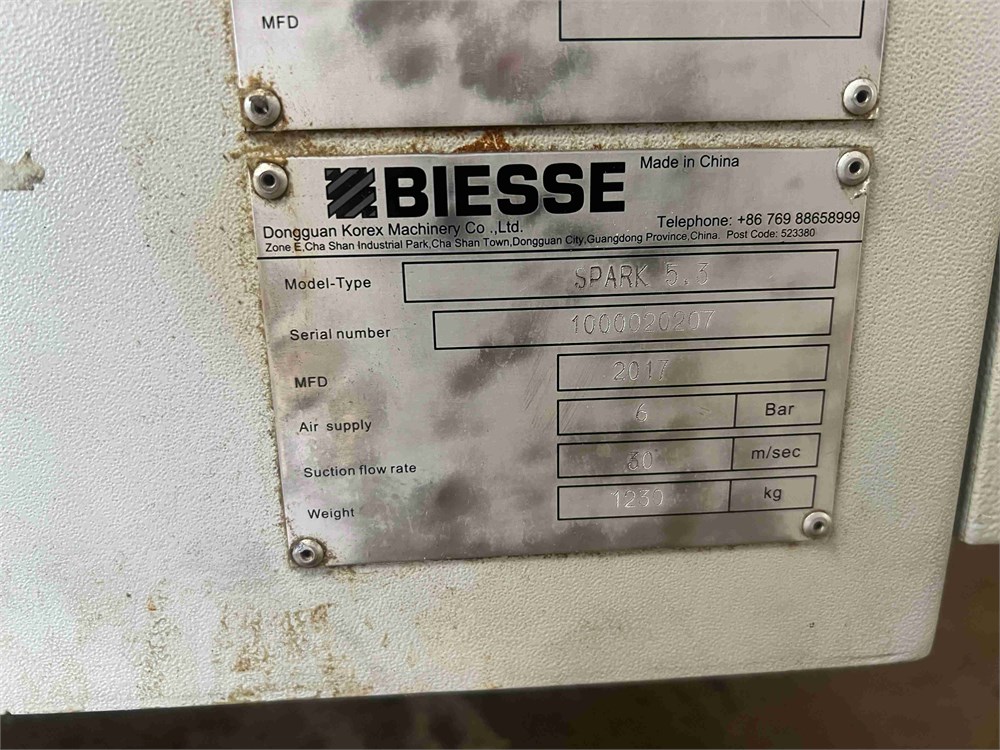 MFD
BIESSE
Made in China
Dongguan Korex Machinery Co .,Ltd.
Telephone: +86 769 88658999
Zone E,Cha Shan Industrial Park,Cha Shan Town,Dongguan City,Guangdong Province,China. Post Code: 523380
Model-Type SPARK 5.3
Serial number 1000020207
MFD 2017
Air supply 6 Bar
Suction flow rate 30 m/sec
Weight 1230 kg